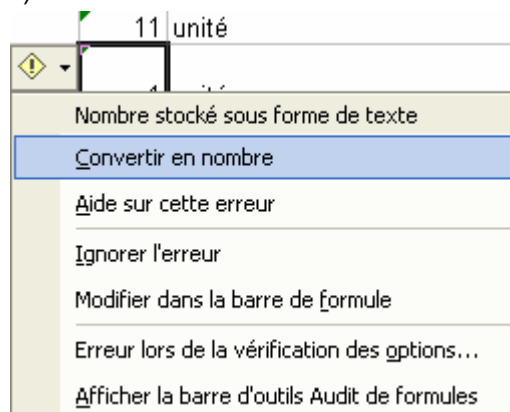 11 unité
Nombre stocké sous forme de texte
Convertir en nombre
Aide sur cette erreur
Ignorer l'erreur
Modifier dans la barre de formule
Erreur lors de la vérification des options...
Afficher la barre d'outils Audit de formules